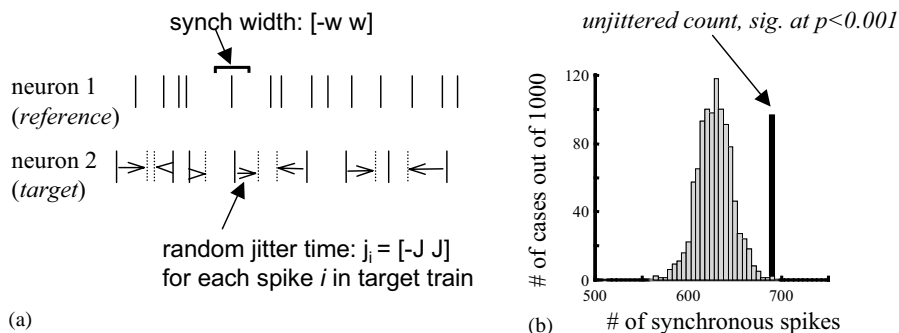 synch width: [-w w]
neuron 1
(reference)
neuron 2
(target)
random jitter time: ji = [-J J]
for each spike i in target train
(a)
unjittered count, sig. at p<0.001
# of cases out of 1000
120
80
40
0
500
600
700
# of synchronous spikes
(b)